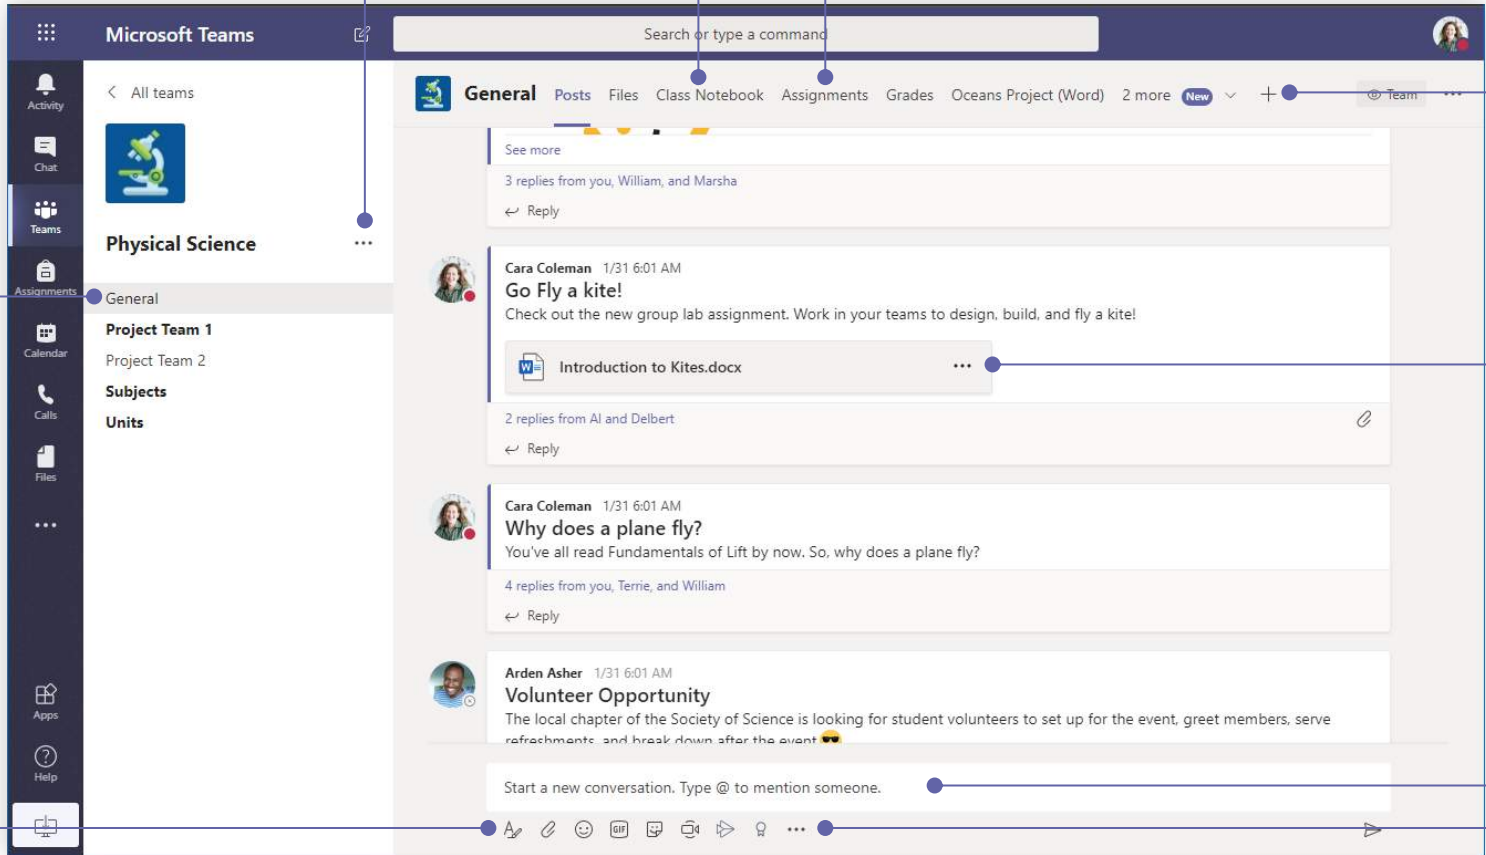 Microsoft Teams
Search or type a command
Activity
Chat
Teams
Assignments
Calendar
Calls
Files
Apps
Help
All teams
Physical Science
General
Project Team 1
Project Team 2
Subjects
Units
General Posts Files Class Notebook Assignments Grades Oceans Project (Word) 2 more New Team
See more
3 replies from you, William, and Marsha
Reply
Cara Coleman 1/31 6:01 AM
Go Fly a kite!
Check out the new group lab assignment. Work in your teams to design, build, and fly a kite!
Introduction to Kites.docx
2 replies from Al and Delbert
Reply
Cara Coleman 1/31 6:01 AM
Why does a plane fly?
You've all read Fundamentals of Lift by now. So, why does a plane fly?
4 replies from you, Terrie, and William
Reply
Arden Asher 1/31 6:01 AM
Volunteer Opportunity
The local chapter of the Society of Science is looking for student volunteers to set up for the event, greet members, serve
refreshments, and break down after the event
Start a new conversation. Type @ to mention someone.
GIF